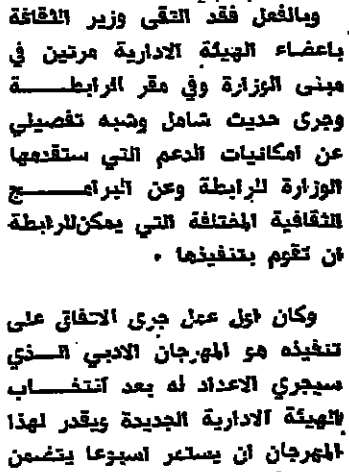 وبالفعل فقد التقى وزير الثقافة
باعضاء الهيئة الادارية مرتين في
مبنى الوزارة وفي مقر الرابطة
وجرى حديث شامل وشبه تفصيلي
عن امكانيات الدعم التي ستقدمها
الوزارة للرابطة وعن البرامج
الثقافية المختلفة التي يمكن للرابطة
ان تقوم بتنفيذها .
وكان اول عمل جرى الاتفاق على
تنفيذه هو المهرجان الادبي الذي
سيجري الاعداد له بعد انتخاب
الهيئة الادارية الجديدة ويقدر لهذا
المهرجان ان يستمر اسبوعا يتضمن